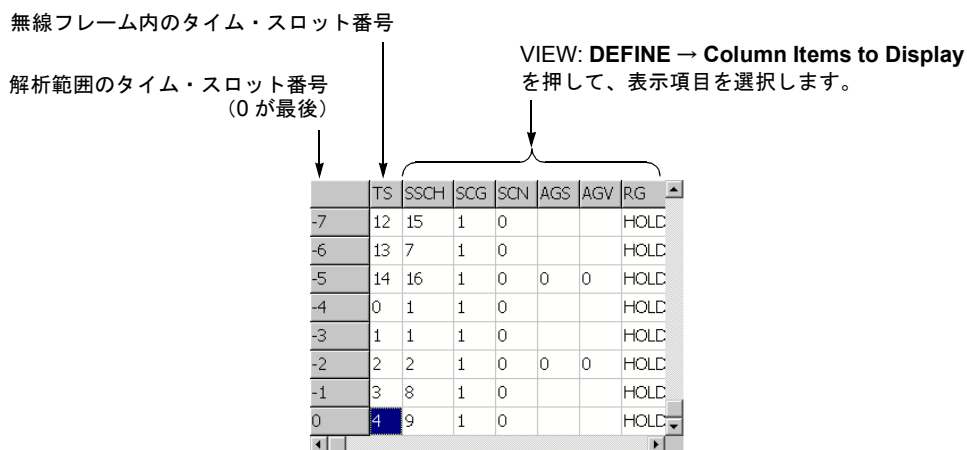 無線フレーム内のタイム・スロット番号
VIEW: DEFINE → Column Items to Display
を押して、表示項目を選択します。
解析範囲のタイム・スロット番号
（0 が最後）
TS SSCH SCG SCN AGS AGV RG
-7 12 15 1 0 HOLD
-6 13 7 1 0 HOLD
-5 14 16 1 0 0 0 HOLD
-4 0 1 1 0 HOLD
-3 1 1 1 0 HOLD
-2 2 2 1 0 0 0 HOLD
-1 3 8 1 0 HOLD
0 4 9 1 0 HOLD